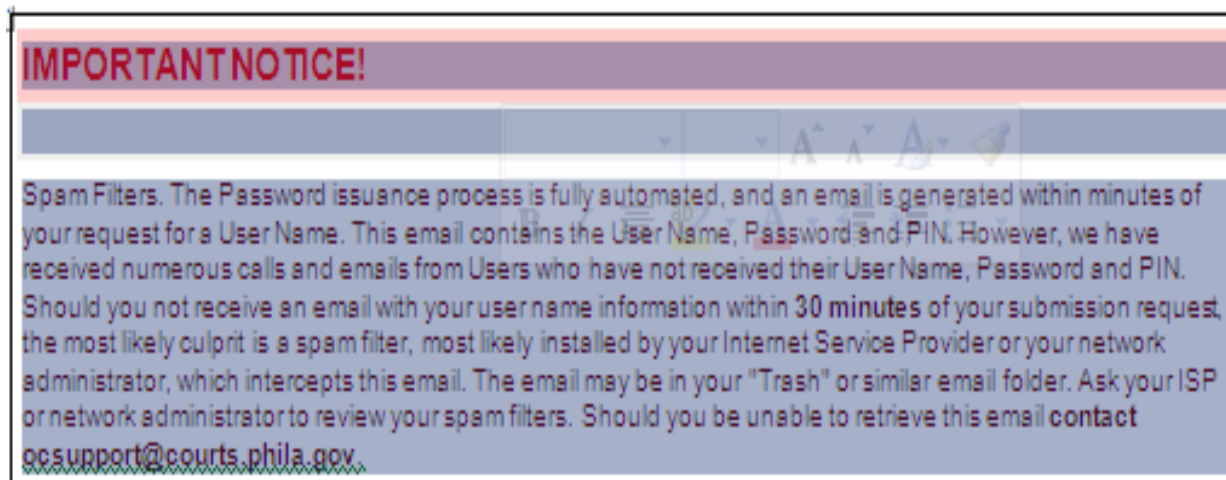 IMPORTANT NOTICE!
Spam Filters. The Password issuance process is fully automated, and an email is generated within minutes of
your request for a User Name. This email contains the User Name, Password and PIN. However, we have
received numerous calls and emails from Users who have not received their User Name, Password and PIN.
Should you not receive an email with your user name information within 30 minutes of your submission request,
the most likely culprit is a spam filter, most likely installed by your Internet Service Provider or your network
administrator, which intercepts this email. The email may be in your "Trash" or similar email folder. Ask your ISP
or network administrator to review your spam filters. Should you be unable to retrieve this email contact
ocsupport@courts.phila.gov.